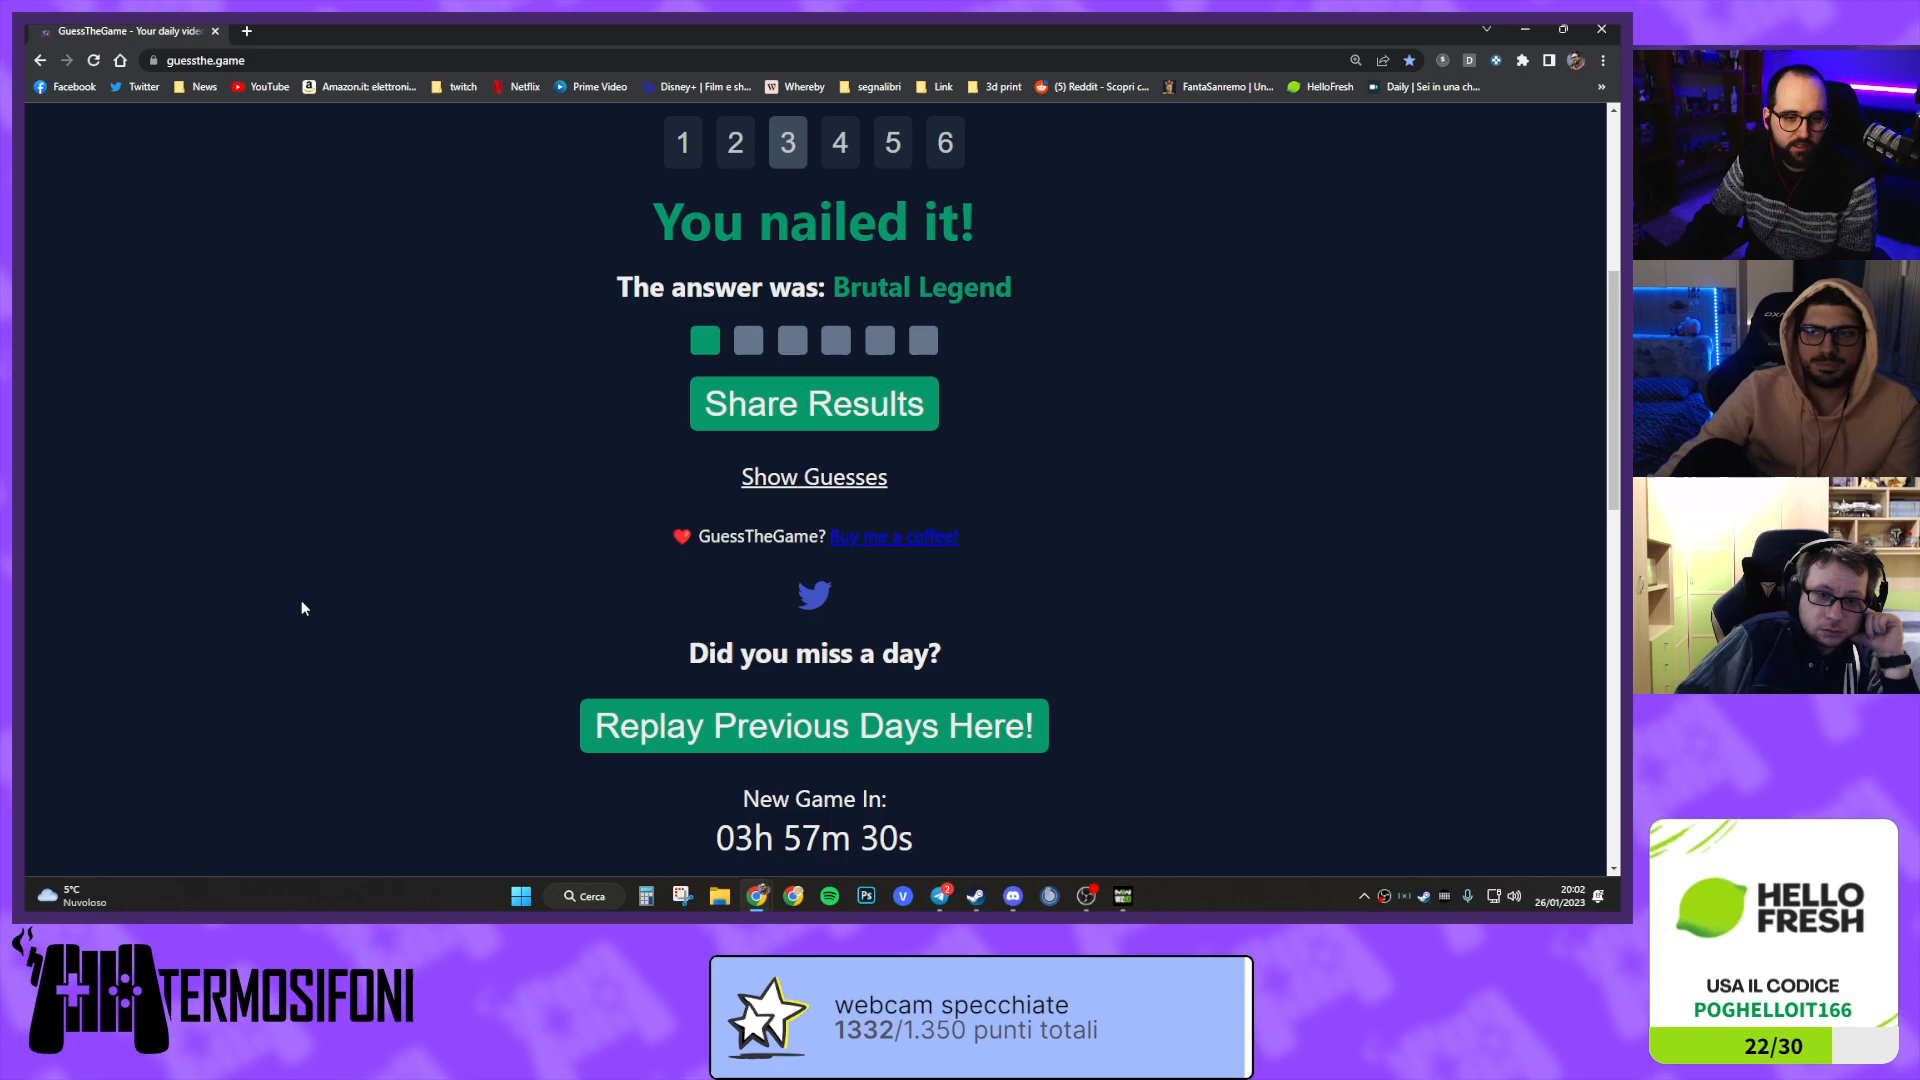 GuessTheGame - Your daily vide
guessthe.game
Facebook Twitter News YouTube Amazon.it: elettroni... twitch Netflix Prime Video Disney+ | Film e sh... Whereby segnalibri Link 3d print (5) Reddit - Scopri c... FantaSanremo | Un... HelloFresh Daily | Sei in una ch...
1 2 3 4 5 6
You nailed it!
The answer was: Brutal Legend
Share Results
Show Guesses
GuessTheGame? Buy me a coffee!
Did you miss a day?
Replay Previous Days Here!
New Game In:
03h 57m 30s
5°C
Nuvoloso
Cerca
20:02
26/01/2023
TERMOSIFONI
webcam specchiate
1332/1.350 punti totali
HELLO
FRESH
USA IL CODICE
POGHELLOIT166
22/30